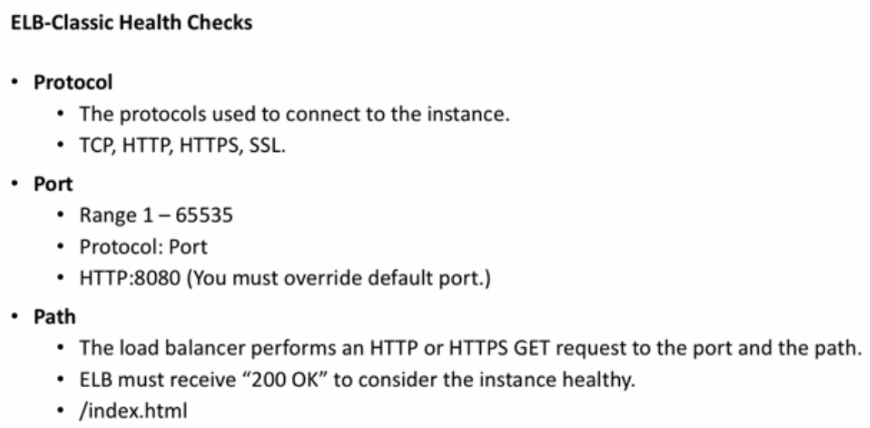 ELB-Classic Health Checks
• Protocol
• The protocols used to connect to the instance.
• TCP, HTTP, HTTPS, SSL.
• Port
• Range 1 – 65535
• Protocol: Port
• HTTP:8080 (You must override default port.)
• Path
• The load balancer performs an HTTP or HTTPS GET request to the port and the path.
• ELB must receive “200 OK” to consider the instance healthy.
• /index.html